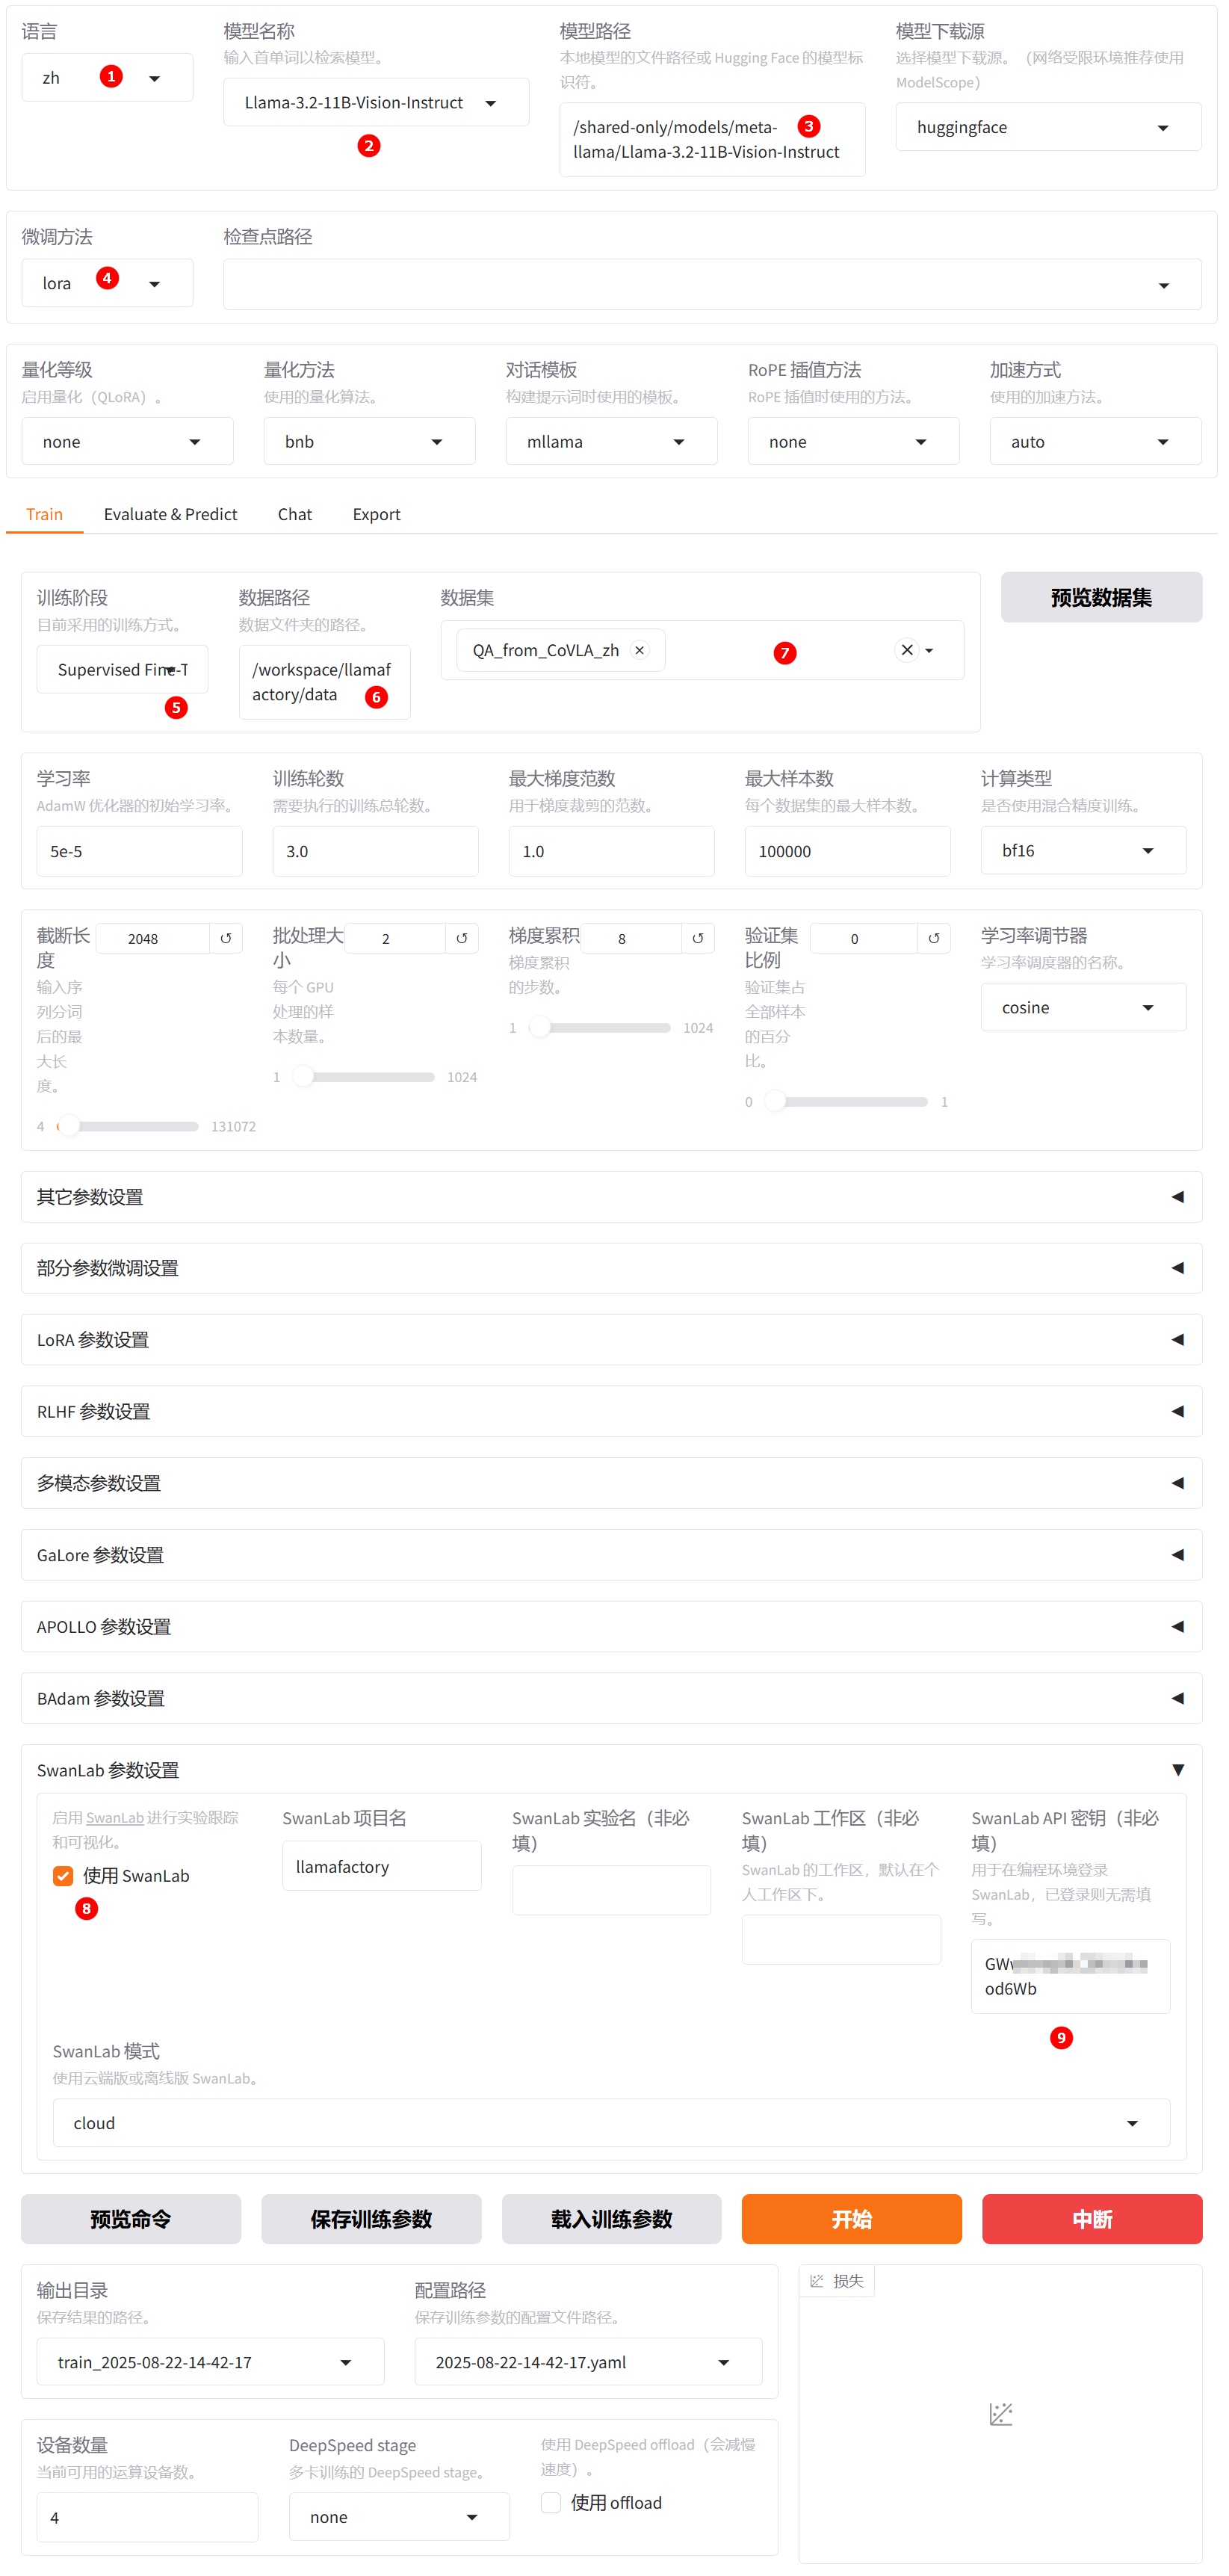 语言
zh
1
模型名称
输入首单词以检索模型。
Llama-3.2-11B-Vision-Instruct
2
模型路径
本地模型的文件路径或 Hugging Face 的模型标
识符。
/shared-only/models/meta-
llama/Llama-3.2-11B-Vision-Instruct
3
模型下载源
选择模型下载源。（网络受限环境推荐使用
ModelScope）
huggingface
微调方法
lora
4
检查点路径
量化等级
启用量化（QLoRA）。
none
量化方法
使用的量化算法。
bnb
对话模板
构建提示词时使用的模板。
mllama
RoPE 插值方法
RoPE 插值时使用的方法。
none
加速方式
使用的加速方法。
auto
Train
Evaluate & Predict
Chat
Export
训练阶段
目前采用的训练方式。
Supervised Fine-T
5
数据路径
数据文件夹的路径。
/workspace/llamaf
actory/data
6
数据集
QA_from_CoVLA_zh
7
预览数据集
学习率
AdamW 优化器的初始学习率。
5e-5
训练轮数
需要执行的训练总轮数。
3.0
最大梯度范数
用于梯度裁剪的范数。
1.0
最大样本数
每个数据集的最大样本数。
100000
计算类型
是否使用混合精度训练。
bf16
截断长
度
2048
输入序
列分词
后的最
大长
度。
4
131072
批处理大
小
2
每个 GPU
处理的样
本数量。
1
1024
梯度累积
8
梯度累积
的步数。
1
1024
验证集
比例
0
验证集占
全部样本
的百分
比。
0
1
学习率调节器
学习率调度器的名称。
cosine
其它参数设置
部分参数微调设置
LoRA 参数设置
RLHF 参数设置
多模态参数设置
GaLore 参数设置
APOLLO 参数设置
BAdam 参数设置
SwanLab 参数设置
启用 SwanLab 进行实验跟踪
和可视化。
使用 SwanLab
8
SwanLab 项目名
llamafactory
SwanLab 实验名（非必
填）
SwanLab 工作区（非必
填）
SwanLab 的工作区，默认在个
人工作区下。
SwanLab API 密钥（非必
填）
用于在编程环境登录
SwanLab，已登录则无需填
写。
GW
od6Wb
9
SwanLab 模式
使用云端版或离线版 SwanLab。
cloud
预览命令
保存训练参数
载入训练参数
开始
中断
输出目录
保存结果的路径。
train_2025-08-22-14-42-17
配置路径
保存训练参数的配置文件路径。
2025-08-22-14-42-17.yaml
损失
设备数量
当前可用的运算设备数。
4
DeepSpeed stage
多卡训练的 DeepSpeed stage。
none
使用 DeepSpeed offload（会减慢
速度）。
使用 offload